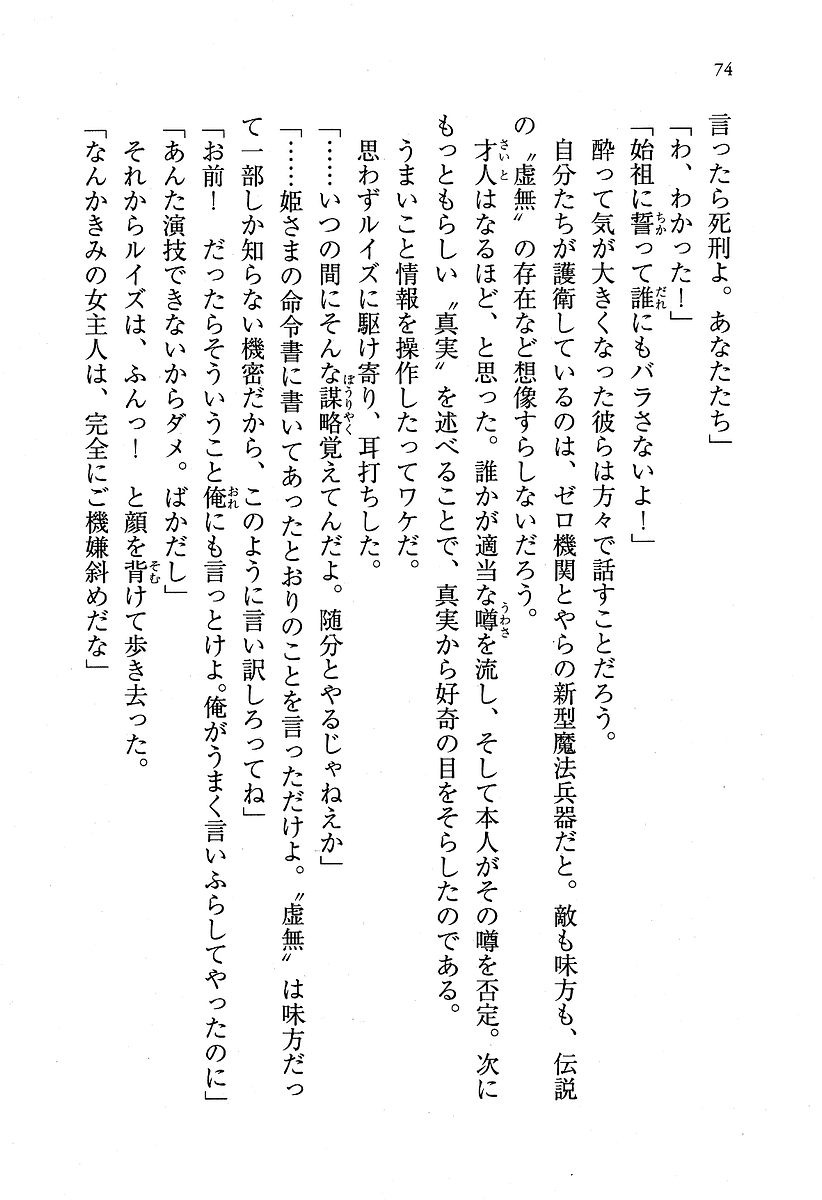 74
言ったら死刑よ。あなたたち」
「わ、わかった！」
「始祖に誓って誰にもバラさないよ！」
酔って気が大きくなった彼らは方々で話すことだろう。
自分たちが護衛しているのは、ゼロ機関とやらの新型魔法兵器だと。敵も味方も、伝説
の〝虚無〟の存在など想像すらしないだろう。
才人はなるほど、と思った。誰かが適当な噂を流し、そして本人がその噂を否定。次に
もっともらしい〝真実〟を述べることで、真実から好奇の目をそらしたのである。
うまいこと情報を操作したってワケだ。
思わずルイズに駆け寄り、耳打ちした。
「……いつの間にそんな謀略覚えてんだよ。随分とやるじゃねえか」
「……姫さまの命令書に書いてあったとおりのことを言っただけよ。〝虚無〟は味方だっ
て一部しか知らない機密だから、このように言い訳しろってね」
「お前！　だったらそういうこと俺にも言っとけよ。俺がうまく言いふらしてやったのに」
「あんた演技できないからダメ。ばかだし」
それからルイズは、ふんっ！　と顔を背けて歩き去った。
「なんかきみの女主人は、完全にご機嫌斜めだな」